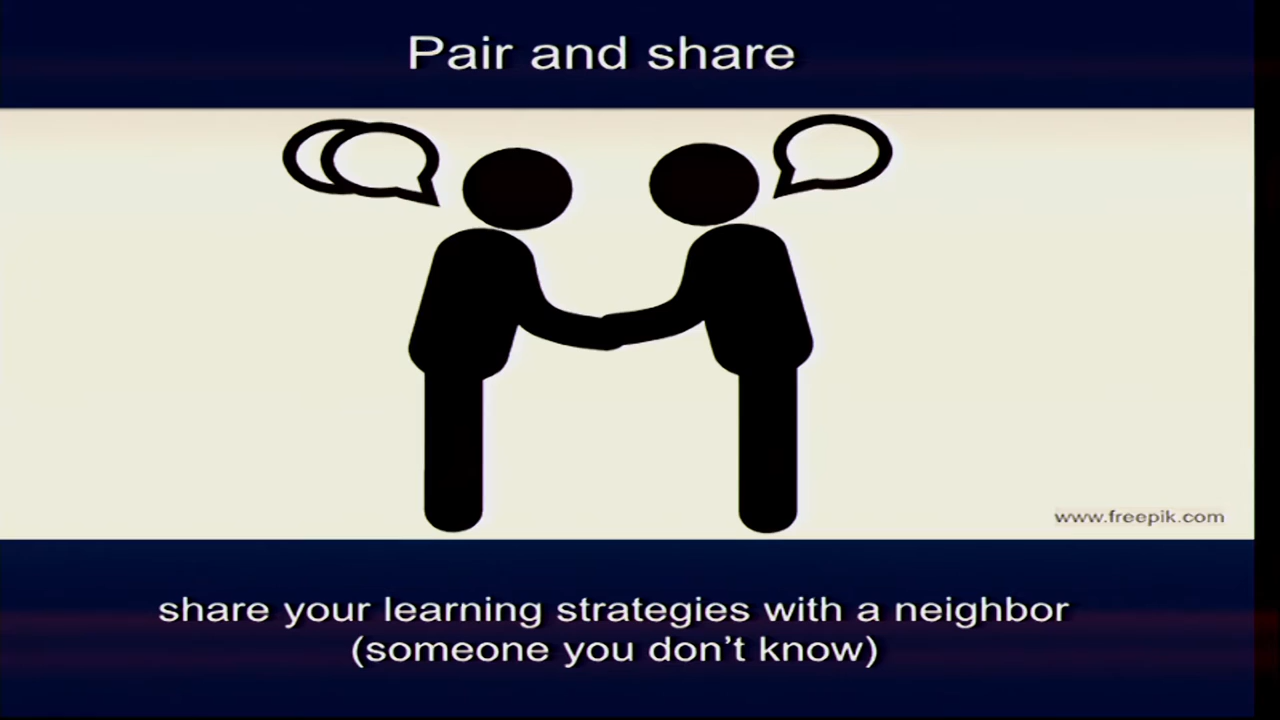 Pair and share
www.freepik.com
share your learning strategies with a neighbor
(someone you don't know)